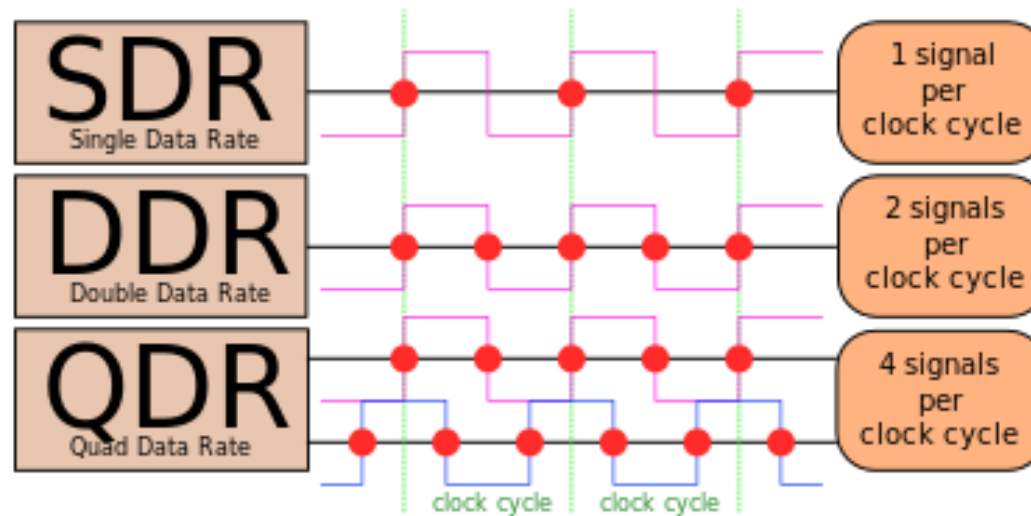 SDR
Single Data Rate
1 signal
per
clock cycle
DDR
Double Data Rate
2 signals
per
clock cycle
QDR
Quad Data Rate
4 signals
per
clock cycle
clock cycle
clock cycle